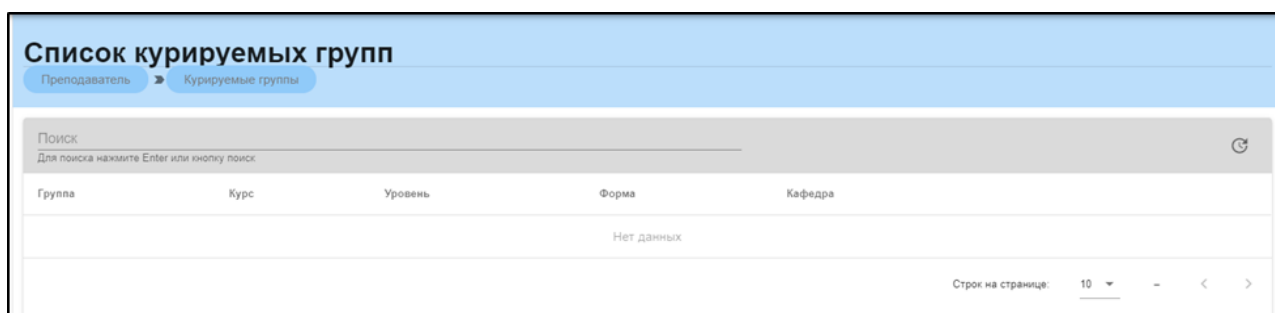 Список курируемых групп
Преподаватель Курируемые группы
Поиск
Для поиска нажмите Enter или кнопку поиск
Группа Курс Уровень Форма Кафедра
Нет данных
Строк на странице: 10 –